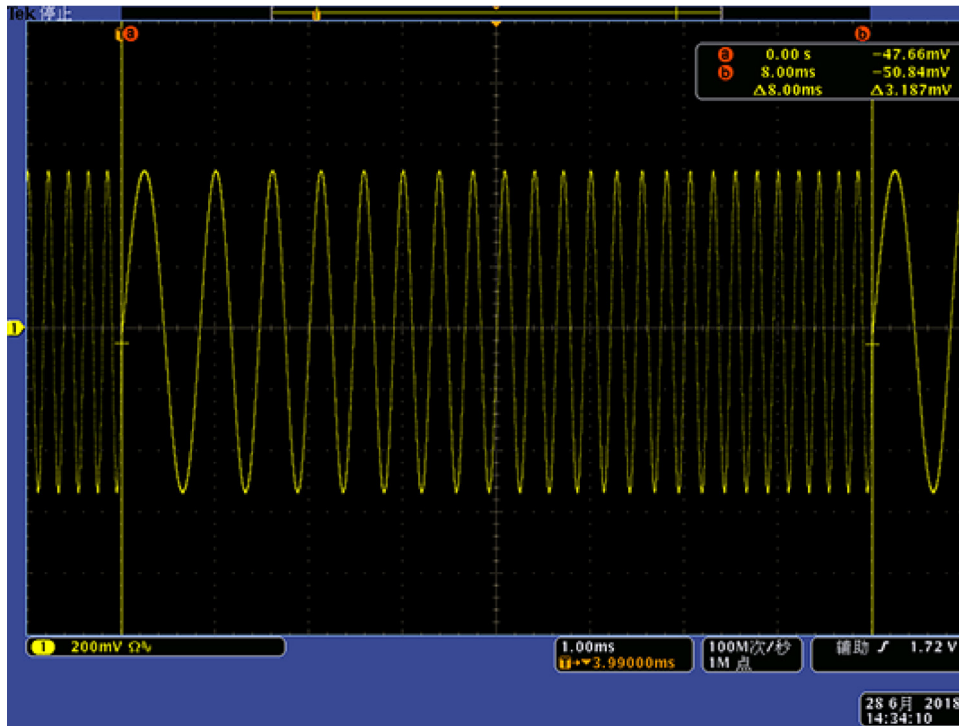 Tek 停止
a b
a 0.00 s -47.66mV
b 8.00ms -50.84mV
Δ8.00ms Δ3.187mV
1
1 200mV Ω
1.00ms
T→▼3.99000ms
100M次/秒
1M 点
辅助 ƒ 1.72 V
28 6月 2018
14:34:10